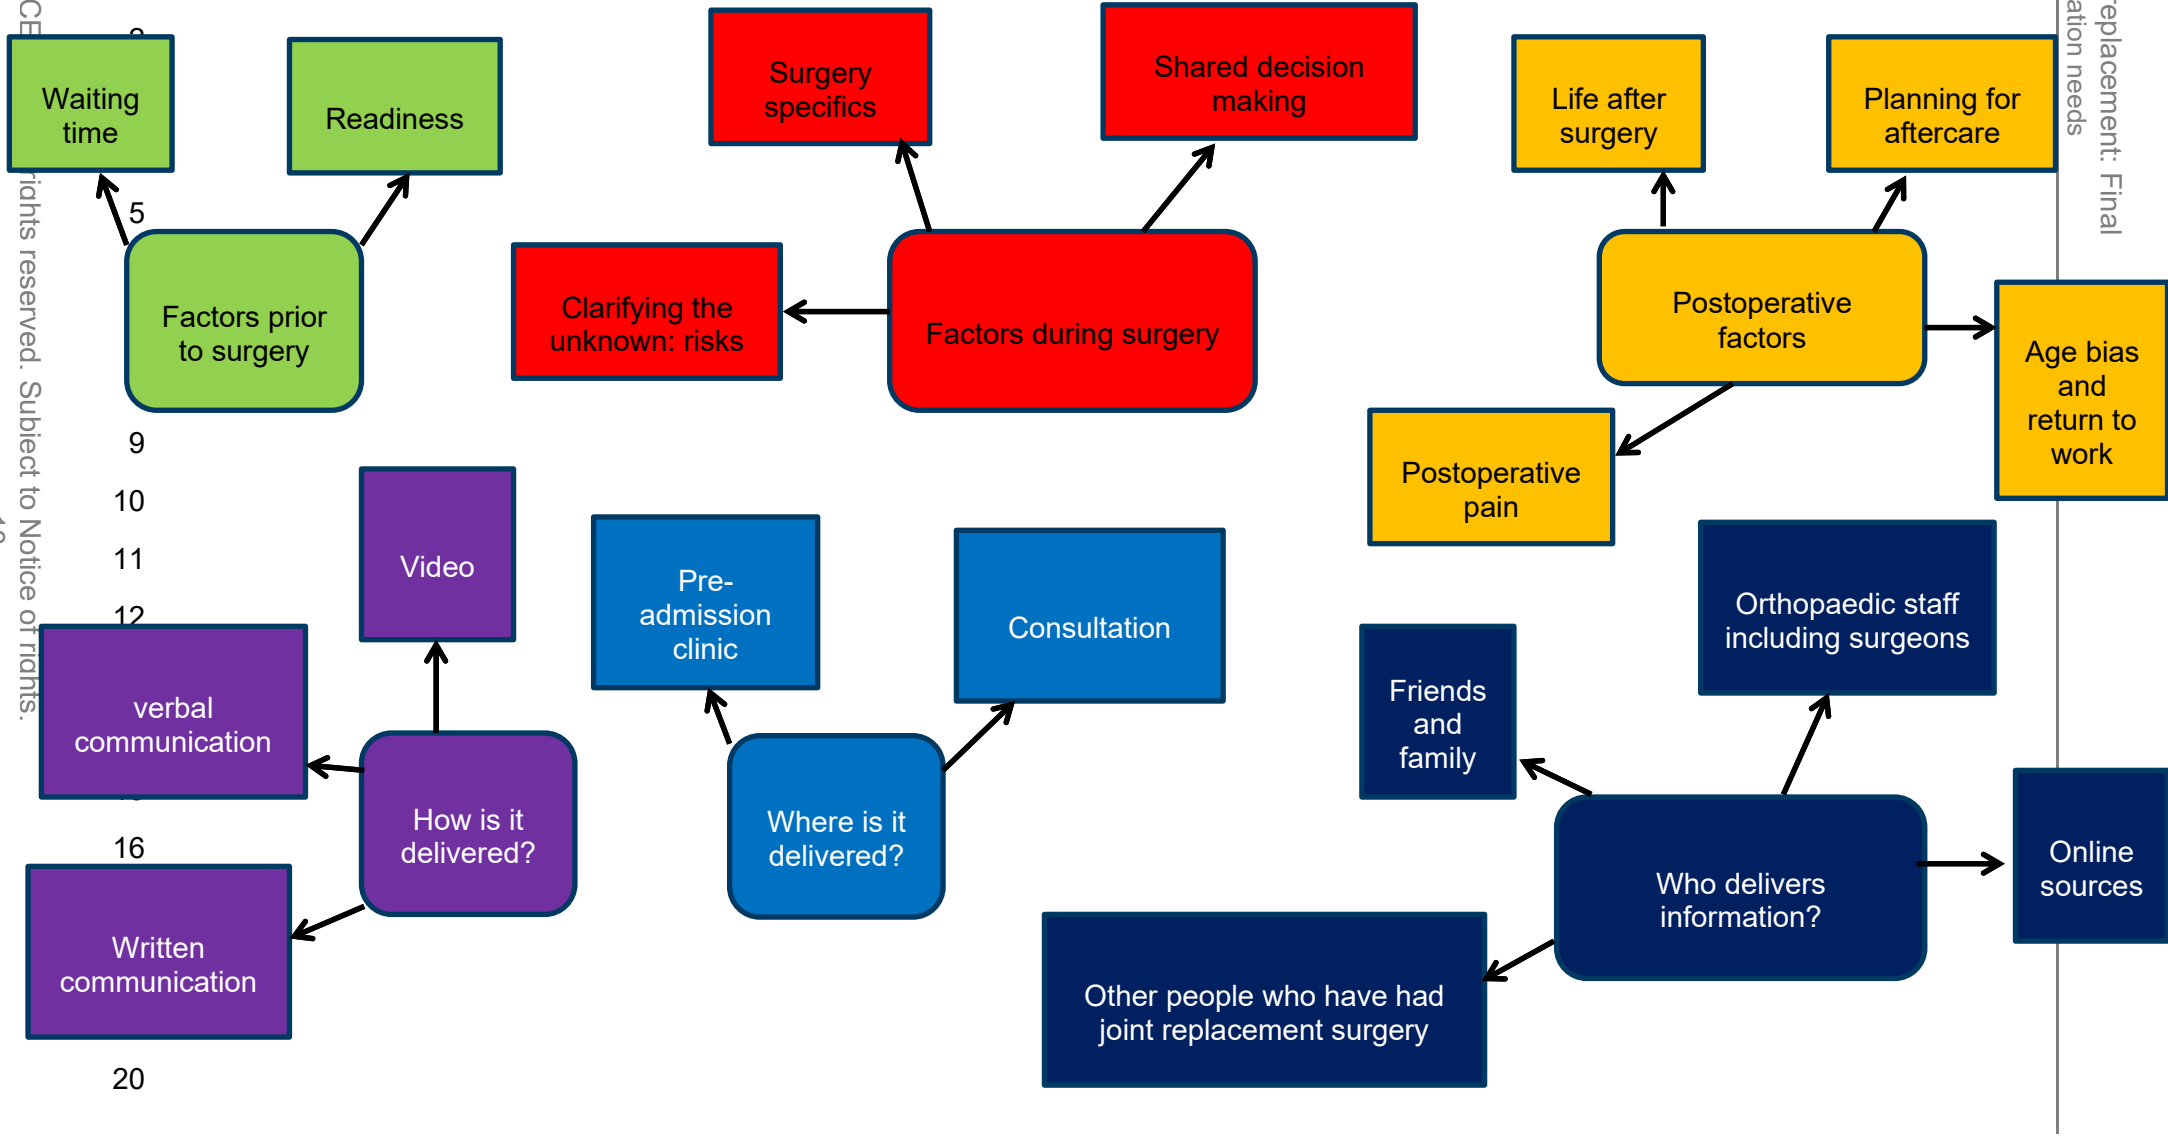 Waiting
time
Readiness
Surgery
specifics
Shared decision
making
Life after
surgery
Planning for
aftercare
5
Factors prior
to surgery
Clarifying the
unknown: risks
Factors during surgery
Postoperative
factors
Age bias
and
return to
work
Postoperative
pain
9
10
11
12
Video
Pre-
admission
clinic
Consultation
Orthopaedic staff
including surgeons
Friends
and
family
verbal
communication
How is it
delivered?
Where is it
delivered?
Who delivers
information?
Online
sources
16
Written
communication
Other people who have had
joint replacement surgery
20
rights reserved. Subject to Notice of rights.
replacement: Final
needs